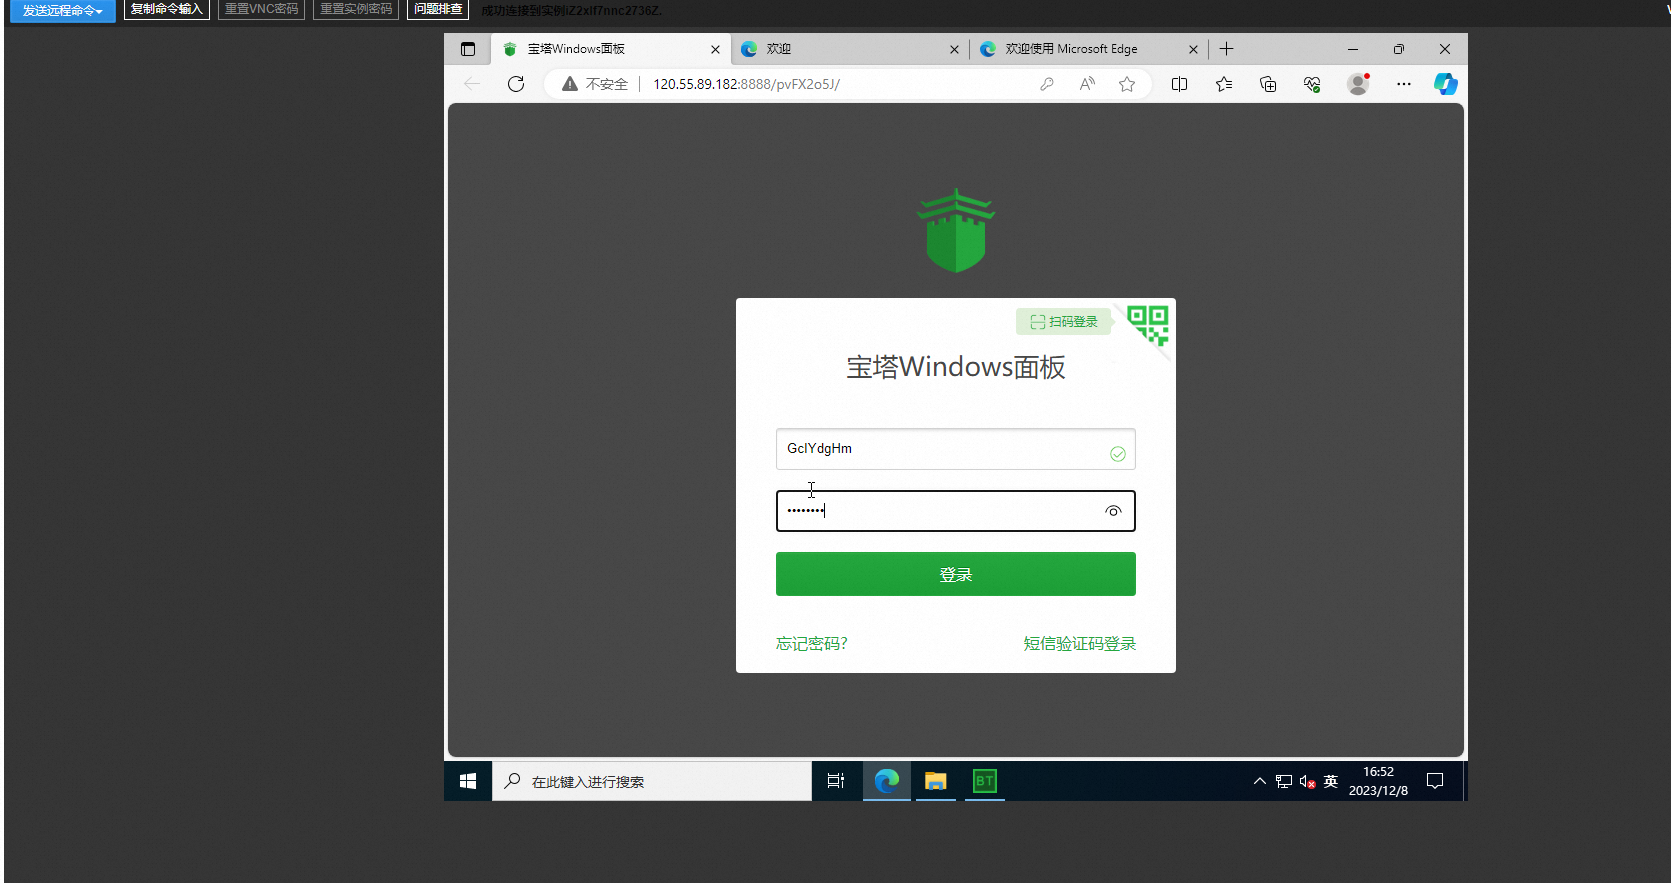 发送远程命令
复制命令输入
重置VNC密码
重置实例密码
问题排查
成功连接到实例iZ2xlf7nnc2736Z.
宝塔Windows面板
欢迎
欢迎使用 Microsoft Edge
不安全
120.55.89.182:8888/pvFX2o5J/
扫码登录
宝塔Windows面板
GclYdgHm
••••••••
登录
忘记密码?
短信验证码登录
在此键入进行搜索
BT
英
16:52
2023/12/8